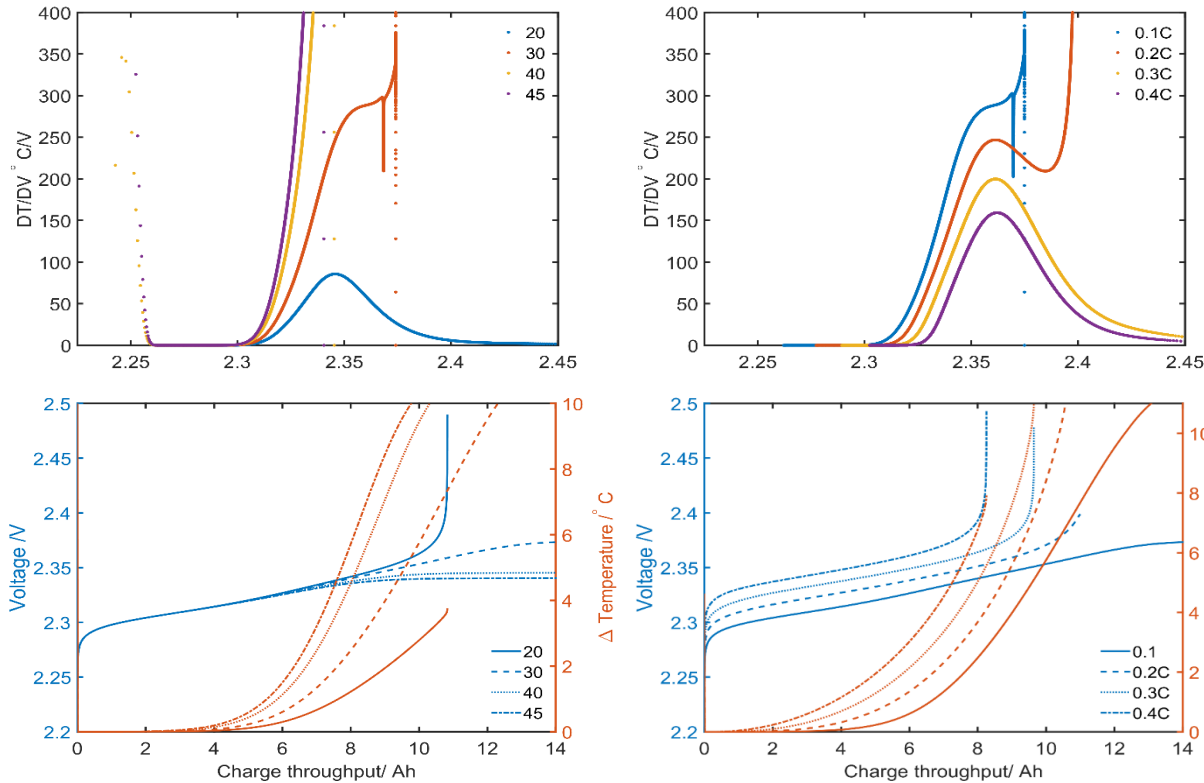 400
350
300
250
200
150
100
50
0
DT/DV ° C/V
2.25 2.3 2.35 2.4 2.45
20
30
40
45
400
350
300
250
200
150
100
50
0
DT/DV ° C/V
2.25 2.3 2.35 2.4 2.45
0.1C
0.2C
0.3C
0.4C
2.5
2.45
2.4
2.35
2.3
2.25
2.2
Voltage /V
0 2 4 6 8 10 12 14
Charge throughput/ Ah
10
8
6
4
2
0
Δ Temperature /° C
20
30
40
45
2.5
2.45
2.4
2.35
2.3
2.25
2.2
Voltage /V
0 2 4 6 8 10 12 14
Charge throughput/ Ah
10
8
6
4
2
0
0.1
0.2C
0.3C
0.4C